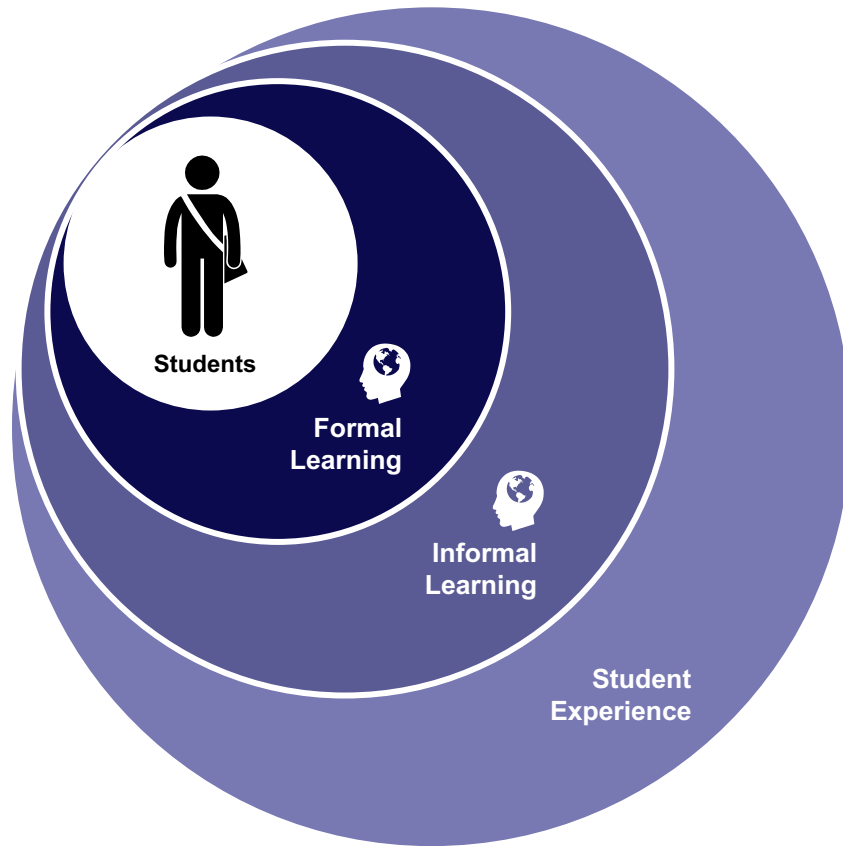 Students
Formal
Learning
Informal
Learning
Student
Experience